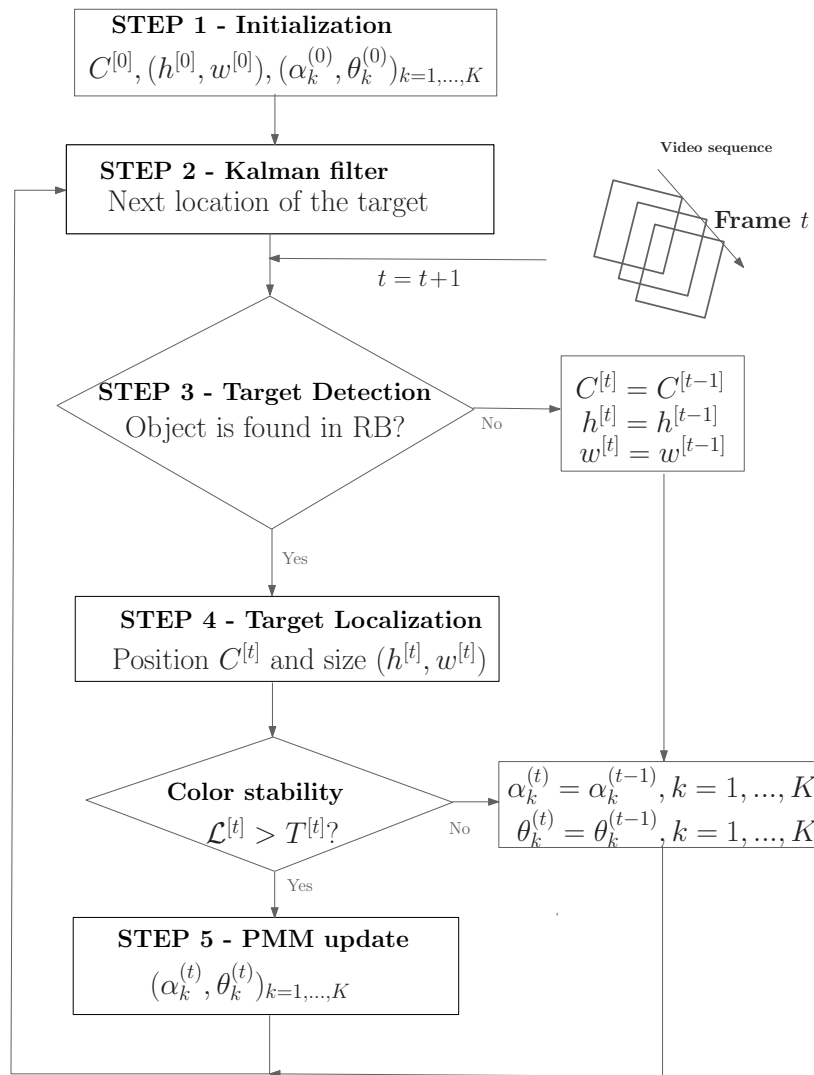 STEP 1 - Initialization
C^{[0]}, (h^{[0]}, w^{[0]}), (α_k^{(0)}, θ_k^{(0)})_{k=1,...,K}
STEP 2 - Kalman filter
Next location of the target
Video sequence
Frame t
t = t+1
STEP 3 - Target Detection
Object is found in RB?
No
C^{[t]} = C^{[t−1]}
h^{[t]} = h^{[t−1]}
w^{[t]} = w^{[t−1]}
Yes
STEP 4 - Target Localization
Position C^{[t]} and size (h^{[t]}, w^{[t]})
Color stability
ℒ^{[t]} > T^{[t]}?
No
α_k^{(t)} = α_k^{(t−1)}, k = 1, ..., K
θ_k^{(t)} = θ_k^{(t−1)}, k = 1, ..., K
Yes
STEP 5 - PMM update
(α_k^{(t)}, θ_k^{(t)})_{k=1,...,K}